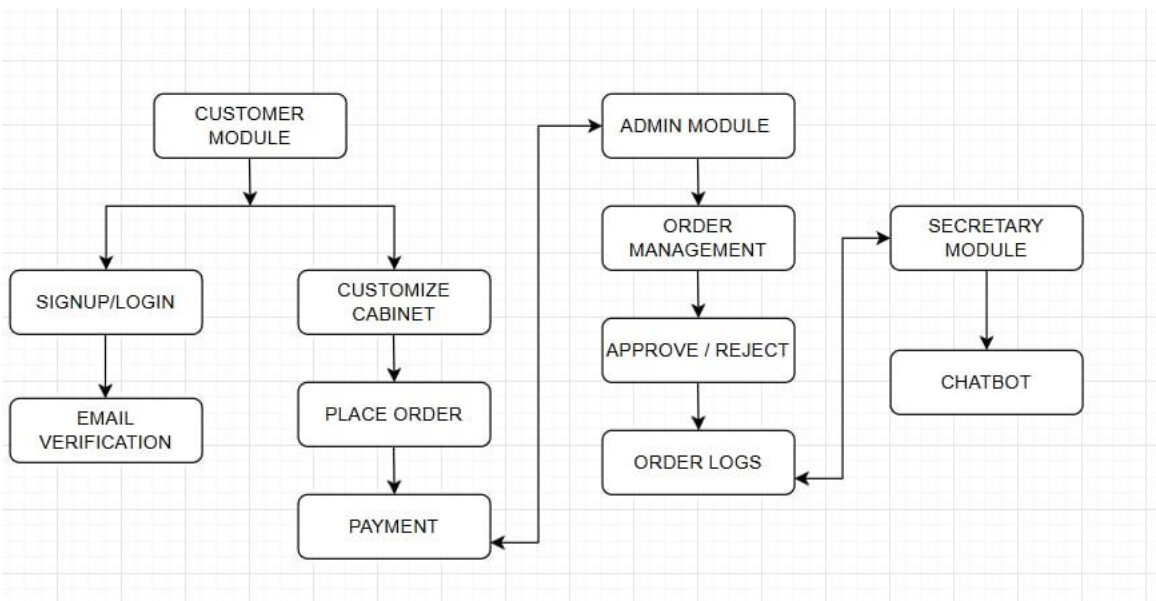 CUSTOMER
MODULE
SIGNUP/LOGIN
EMAIL
VERIFICATION
CUSTOMIZE
CABINET
PLACE ORDER
PAYMENT
ADMIN MODULE
ORDER
MANAGEMENT
APPROVE / REJECT
ORDER LOGS
SECRETARY
MODULE
CHATBOT